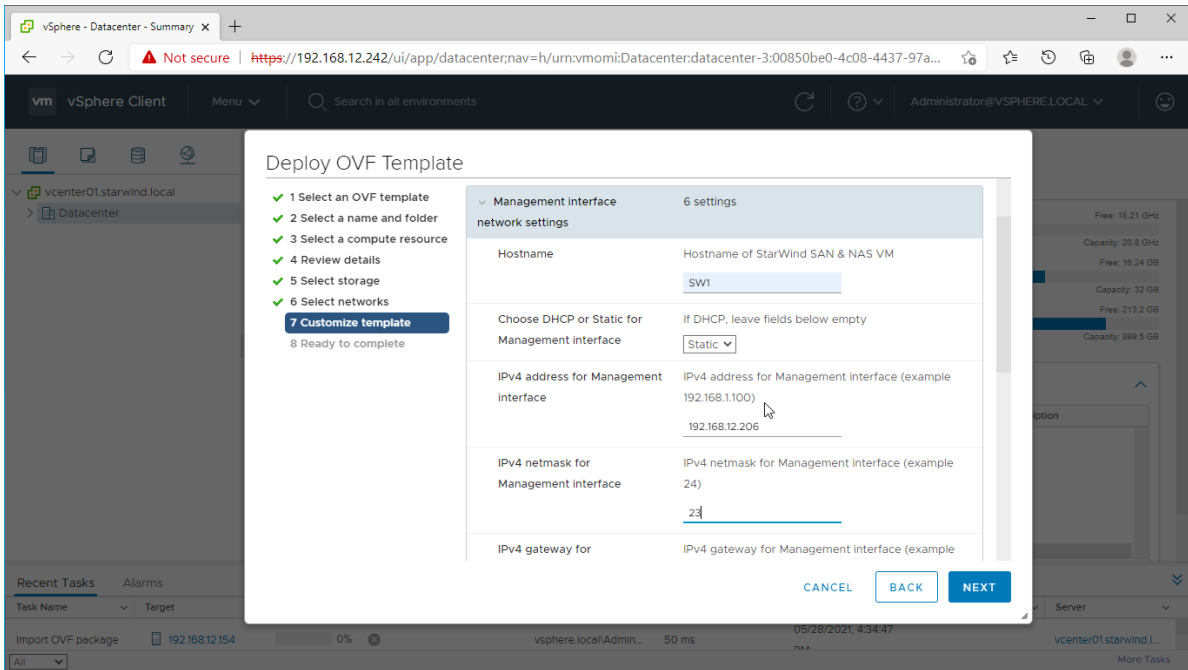 vSphere - Datacenter - Summary
Not secure | https://192.168.12.242/ui/app/datacenter;nav=h/urn:vmomi:Datacenter:datacenter-3:00850be0-4c08-4437-97a...
vm vSphere Client Menu Search in all environments Administrator@VSPHERE.LOCAL
vcenter01.starwind.local
Datacenter
Deploy OVF Template
1 Select an OVF template
2 Select a name and folder
3 Select a compute resource
4 Review details
5 Select storage
6 Select networks
7 Customize template
8 Ready to complete
Management interface network settings
6 settings
Hostname
Hostname of StarWind SAN & NAS VM
SW1
Choose DHCP or Static for
Management interface
If DHCP, leave fields below empty
Static
IPv4 address for Management
interface
IPv4 address for Management interface (example
192.168.1.100)
192.168.12.206
IPv4 netmask for
Management interface
IPv4 netmask for Management interface (example
24)
23
IPv4 gateway for
IPv4 gateway for Management interface (example
CANCEL BACK NEXT
Free: 18.21 GHz
Capacity: 20.8 GHz
Free: 16.24 GB
Capacity: 32 GB
Free: 213.2 GB
Capacity: 899.5 GB
ption
Recent Tasks Alarms
Task Name Target Server
Import OVF package 192.168.12.154 0% vsphere.local\Admin... 50 ms 05/28/2021, 4:34:47 vcenter01.starwind.l...
All More Tasks